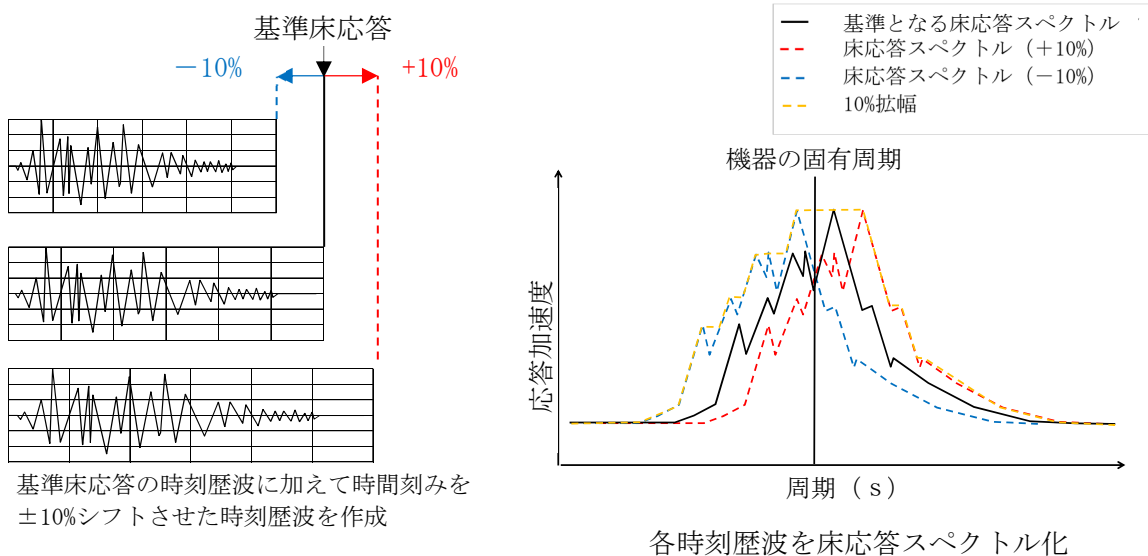 基準床応答
－10%
+10%
基準床応答の時刻歴波に加えて時間刻みを
±10%シフトさせた時刻歴波を作成
基準となる床応答スペクトル
床応答スペクトル（＋10%）
床応答スペクトル（－10%）
10%拡幅
機器の固有周期
応答加速度
周期（ｓ）
各時刻歴波を床応答スペクトル化